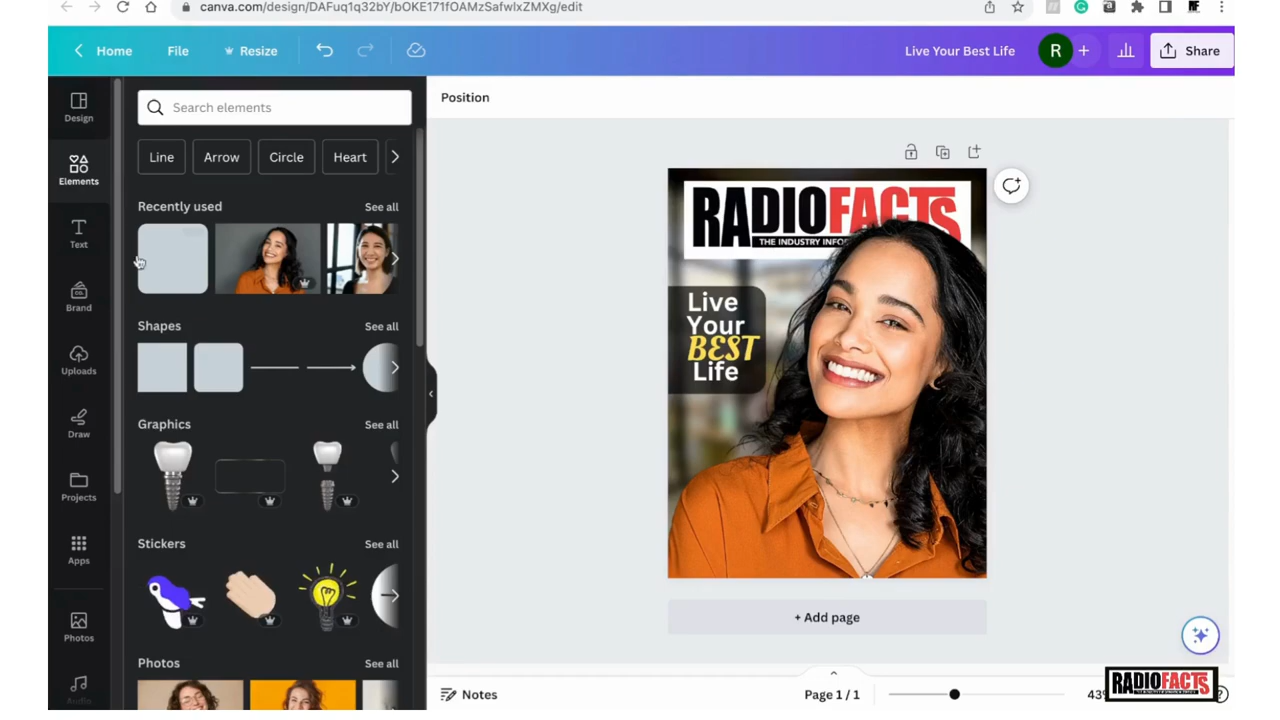 canva.com/design/DAFuq1q32bY/bOKE171fOAMzSafwIxZMXg/edit
Home File Resize Live Your Best Life R + Share
Design
Elements
Text
Brand
Uploads
Draw
Projects
Apps
Photos
Audio
Search elements
Line Arrow Circle Heart
Recently used See all
Shapes See all
Graphics See all
Stickers See all
Photos See all
Position
RADIOFACTS
THE INDUSTRY INFO
Live
Your
BEST
Life
+ Add page
Notes
Page 1 / 1
43%
RADIOFACTS